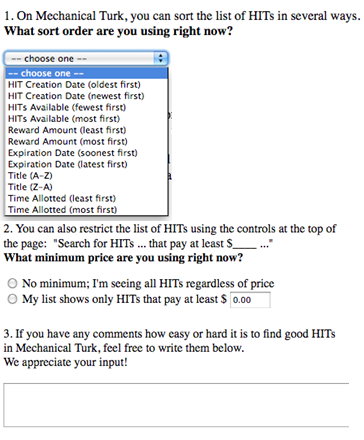 1. On Mechanical Turk, you can sort the list of HITs in several ways.
What sort order are you using right now?
-- choose one --
-- choose one --
HIT Creation Date (oldest first)
HIT Creation Date (newest first)
HITs Available (fewest first)
HITs Available (most first)
Reward Amount (least first)
Reward Amount (most first)
Expiration Date (soonest first)
Expiration Date (latest first)
Title (A-Z)
Title (Z-A)
Time Allotted (least first)
Time Allotted (most first)
2. You can also restrict the list of HITs using the controls at the top of
the page: "Search for HITs ... that pay at least $____ ..."
What minimum price are you using right now?
No minimum; I'm seeing all HITs regardless of price
My list shows only HITs that pay at least $ 0.00
3. If you have any comments how easy or hard it is to find good HITs
in Mechanical Turk, feel free to write them below.
We appreciate your input!